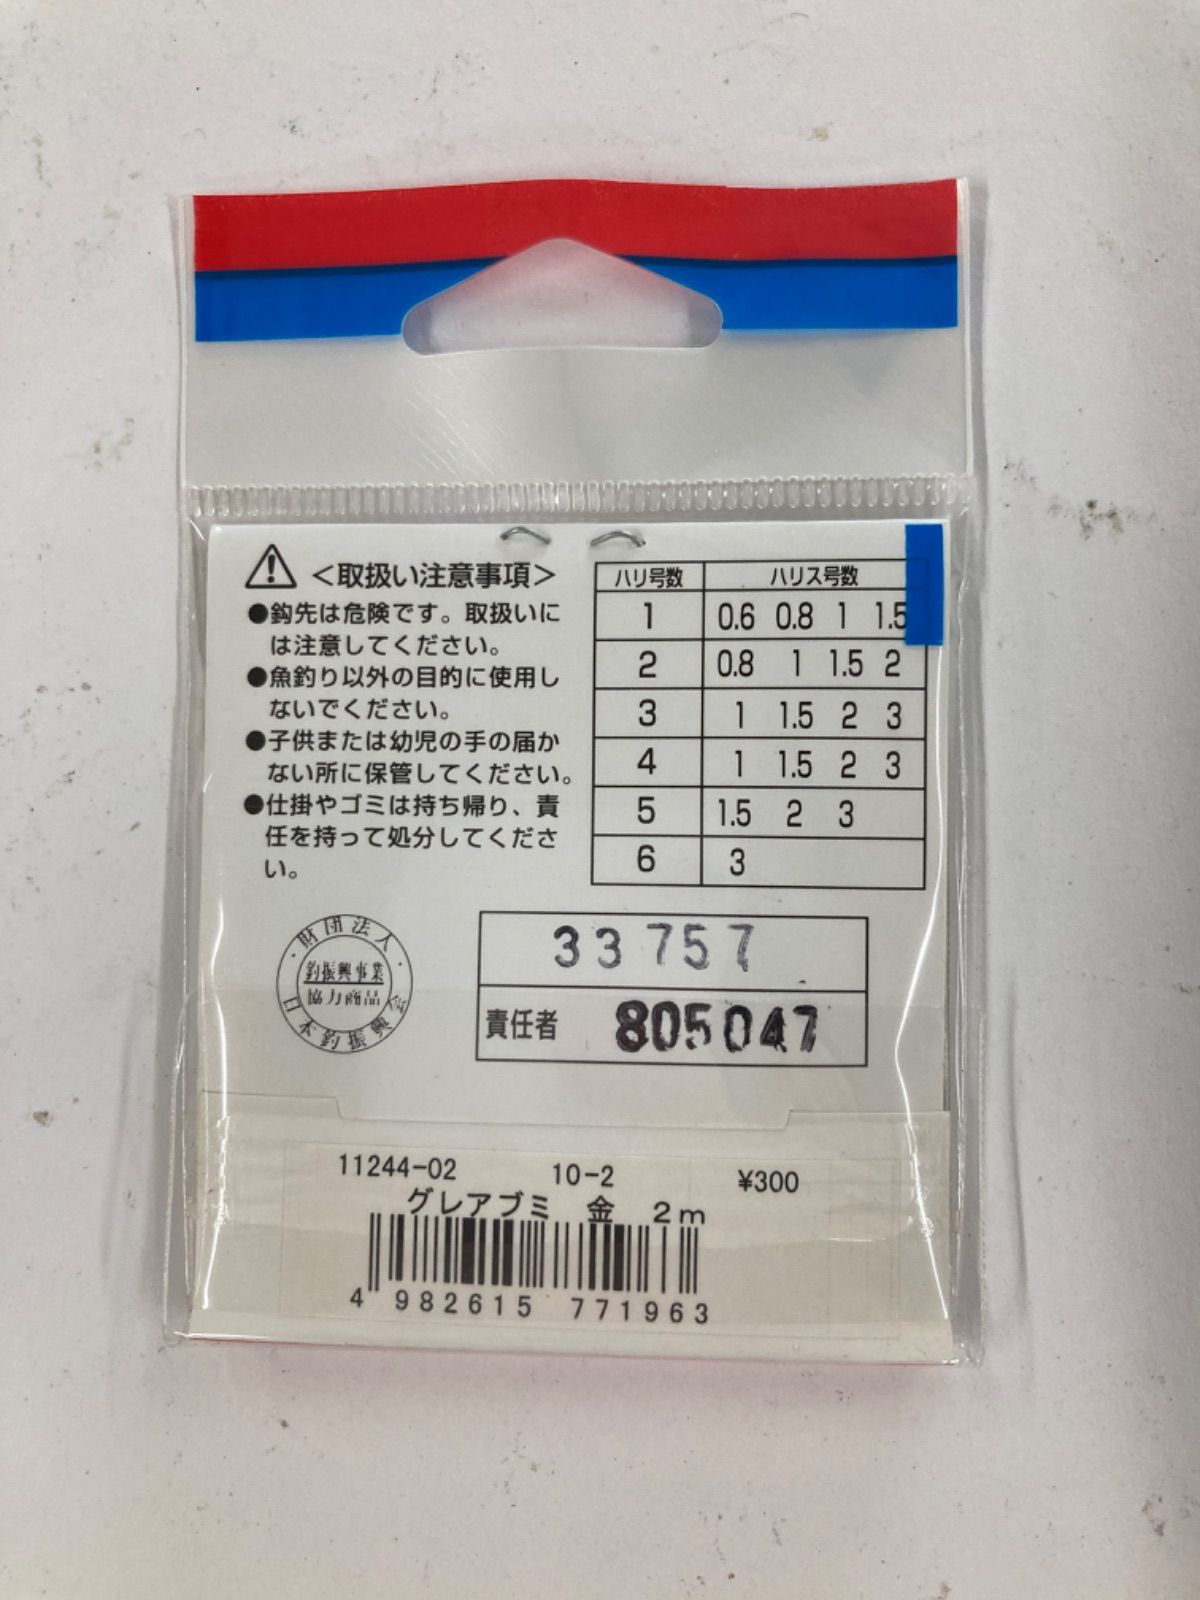 <取扱い注意事項>
●鈎先は危険です。取扱いに
は注意してください。
●魚釣り以外の目的に使用し
ないでください。
●子供または幼児の手の届か
ない所に保管してください。
●仕掛やゴミは持ち帰り、責
任を持って処分してくださ
い。
ハリ号数 ハリス号数
1 0.6 0.8 1 1.5
2 0.8 1 1.5 2
3 1 1.5 2 3
4 1 1.5 2 3
5 1.5 2 3
6 3
・財団法人・
釣振興事業
協力商品
日本釣振興会
33757
責任者 805047
11244-02 10-2 ¥300
グレアブミ 金 2m
4 982615 771963